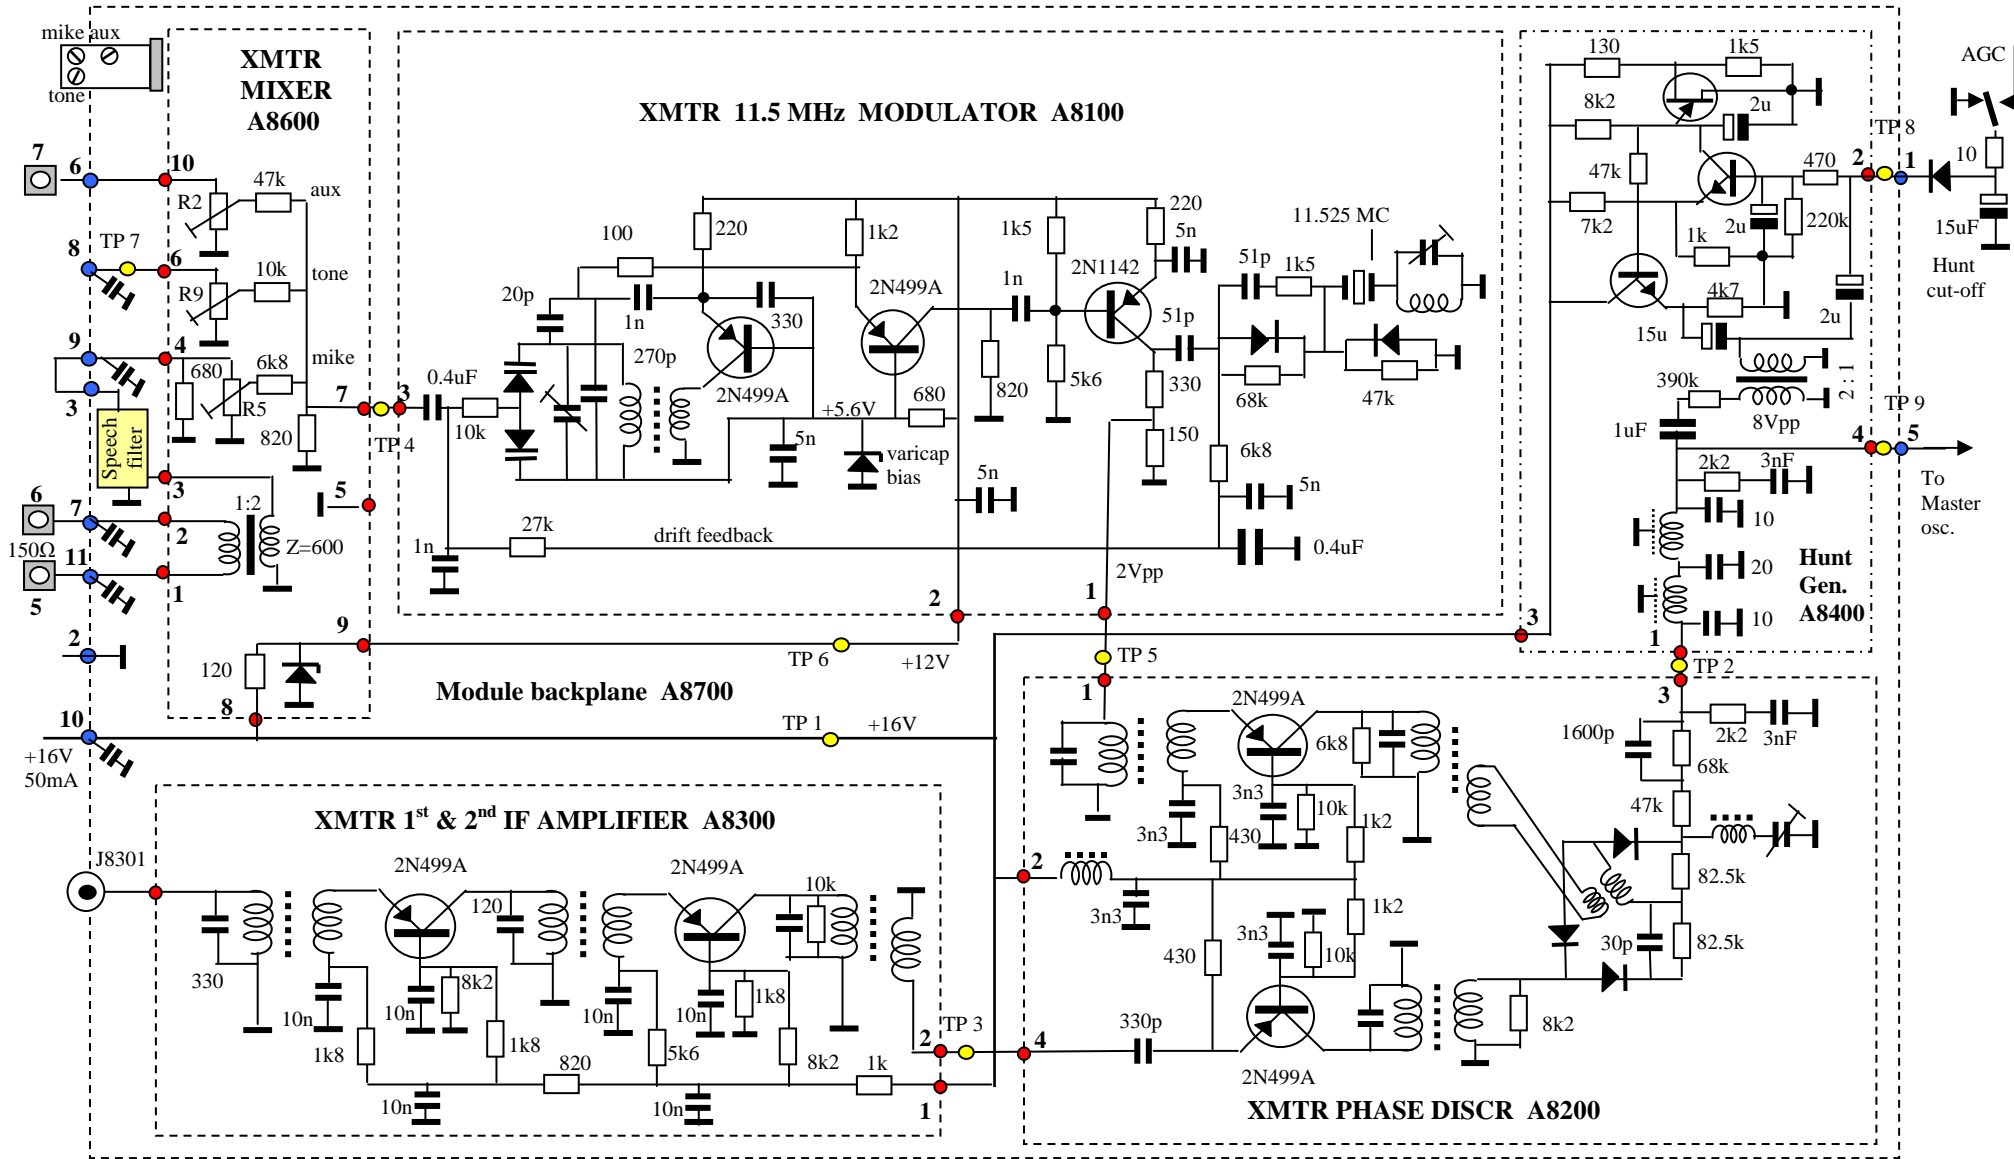 mike aux
tone
XMTR
MIXER
A8600
XMTR 11.5 MHz MODULATOR A8100
7
6
10
R2
47k
aux
8
TP 7
6
R9
10k
tone
9
4
680
R5
6k8
mike
3
7
TP 4
3
820
Speech
filter
3
1:2
6
7
2
Z=600
150Ω
11
1
5
5
2
120
8
9
10
+16V
50mA
0.4uF
10k
1n
27k
drift feedback
20p
100
1n
220
330
270p
2N499A
1k2
2N499A
+5.6V
680
5n
varicap
bias
5n
820
1n
1k5
5k6
2N1142
220
5n
51p
330
150
51p
1k5
11.525 MC
68k
47k
6k8
5n
0.4uF
2Vpp
2
1
TP 6
+12V
TP 5
Module backplane A8700
TP 1
+16V
130
1k5
8k2
2u
47k
7k2
1k
2u
220k
470
2
TP 8
1
4k7
15u
2u
AGC
10
15uF
Hunt
cut-off
390k
2 : 1
8Vpp
1uF
TP 9
4
5
2k2
3nF
To
Master
osc.
10
20
10
Hunt
Gen.
A8400
3
1
TP 2
XMTR 1st & 2nd IF AMPLIFIER A8300
J8301
330
10n
1k8
2N499A
10n
8k2
1k8
120
10n
820
5k6
2N499A
10n
1k8
10k
8k2
1k
10n
10n
2
TP 3
1
1
3
2N499A
6k8
3n3
430
3n3
10k
1k2
2
3n3
430
3n3
10k
1k2
4
330p
2N499A
8k2
1600p
68k
2k2
3nF
47k
82.5k
30p
82.5k
XMTR PHASE DISCR A8200